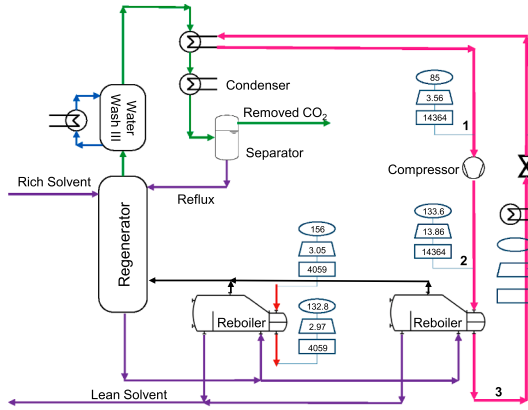 85
3.56
14364
1
Condenser
Removed CO₂
Water
Wash III
Separator
Compressor
Rich Solvent
Reflux
Regenerator
133.6
13.86
14364
2
156
3.05
4059
132.8
2.97
4059
Reboiler
Reboiler
Lean Solvent
3